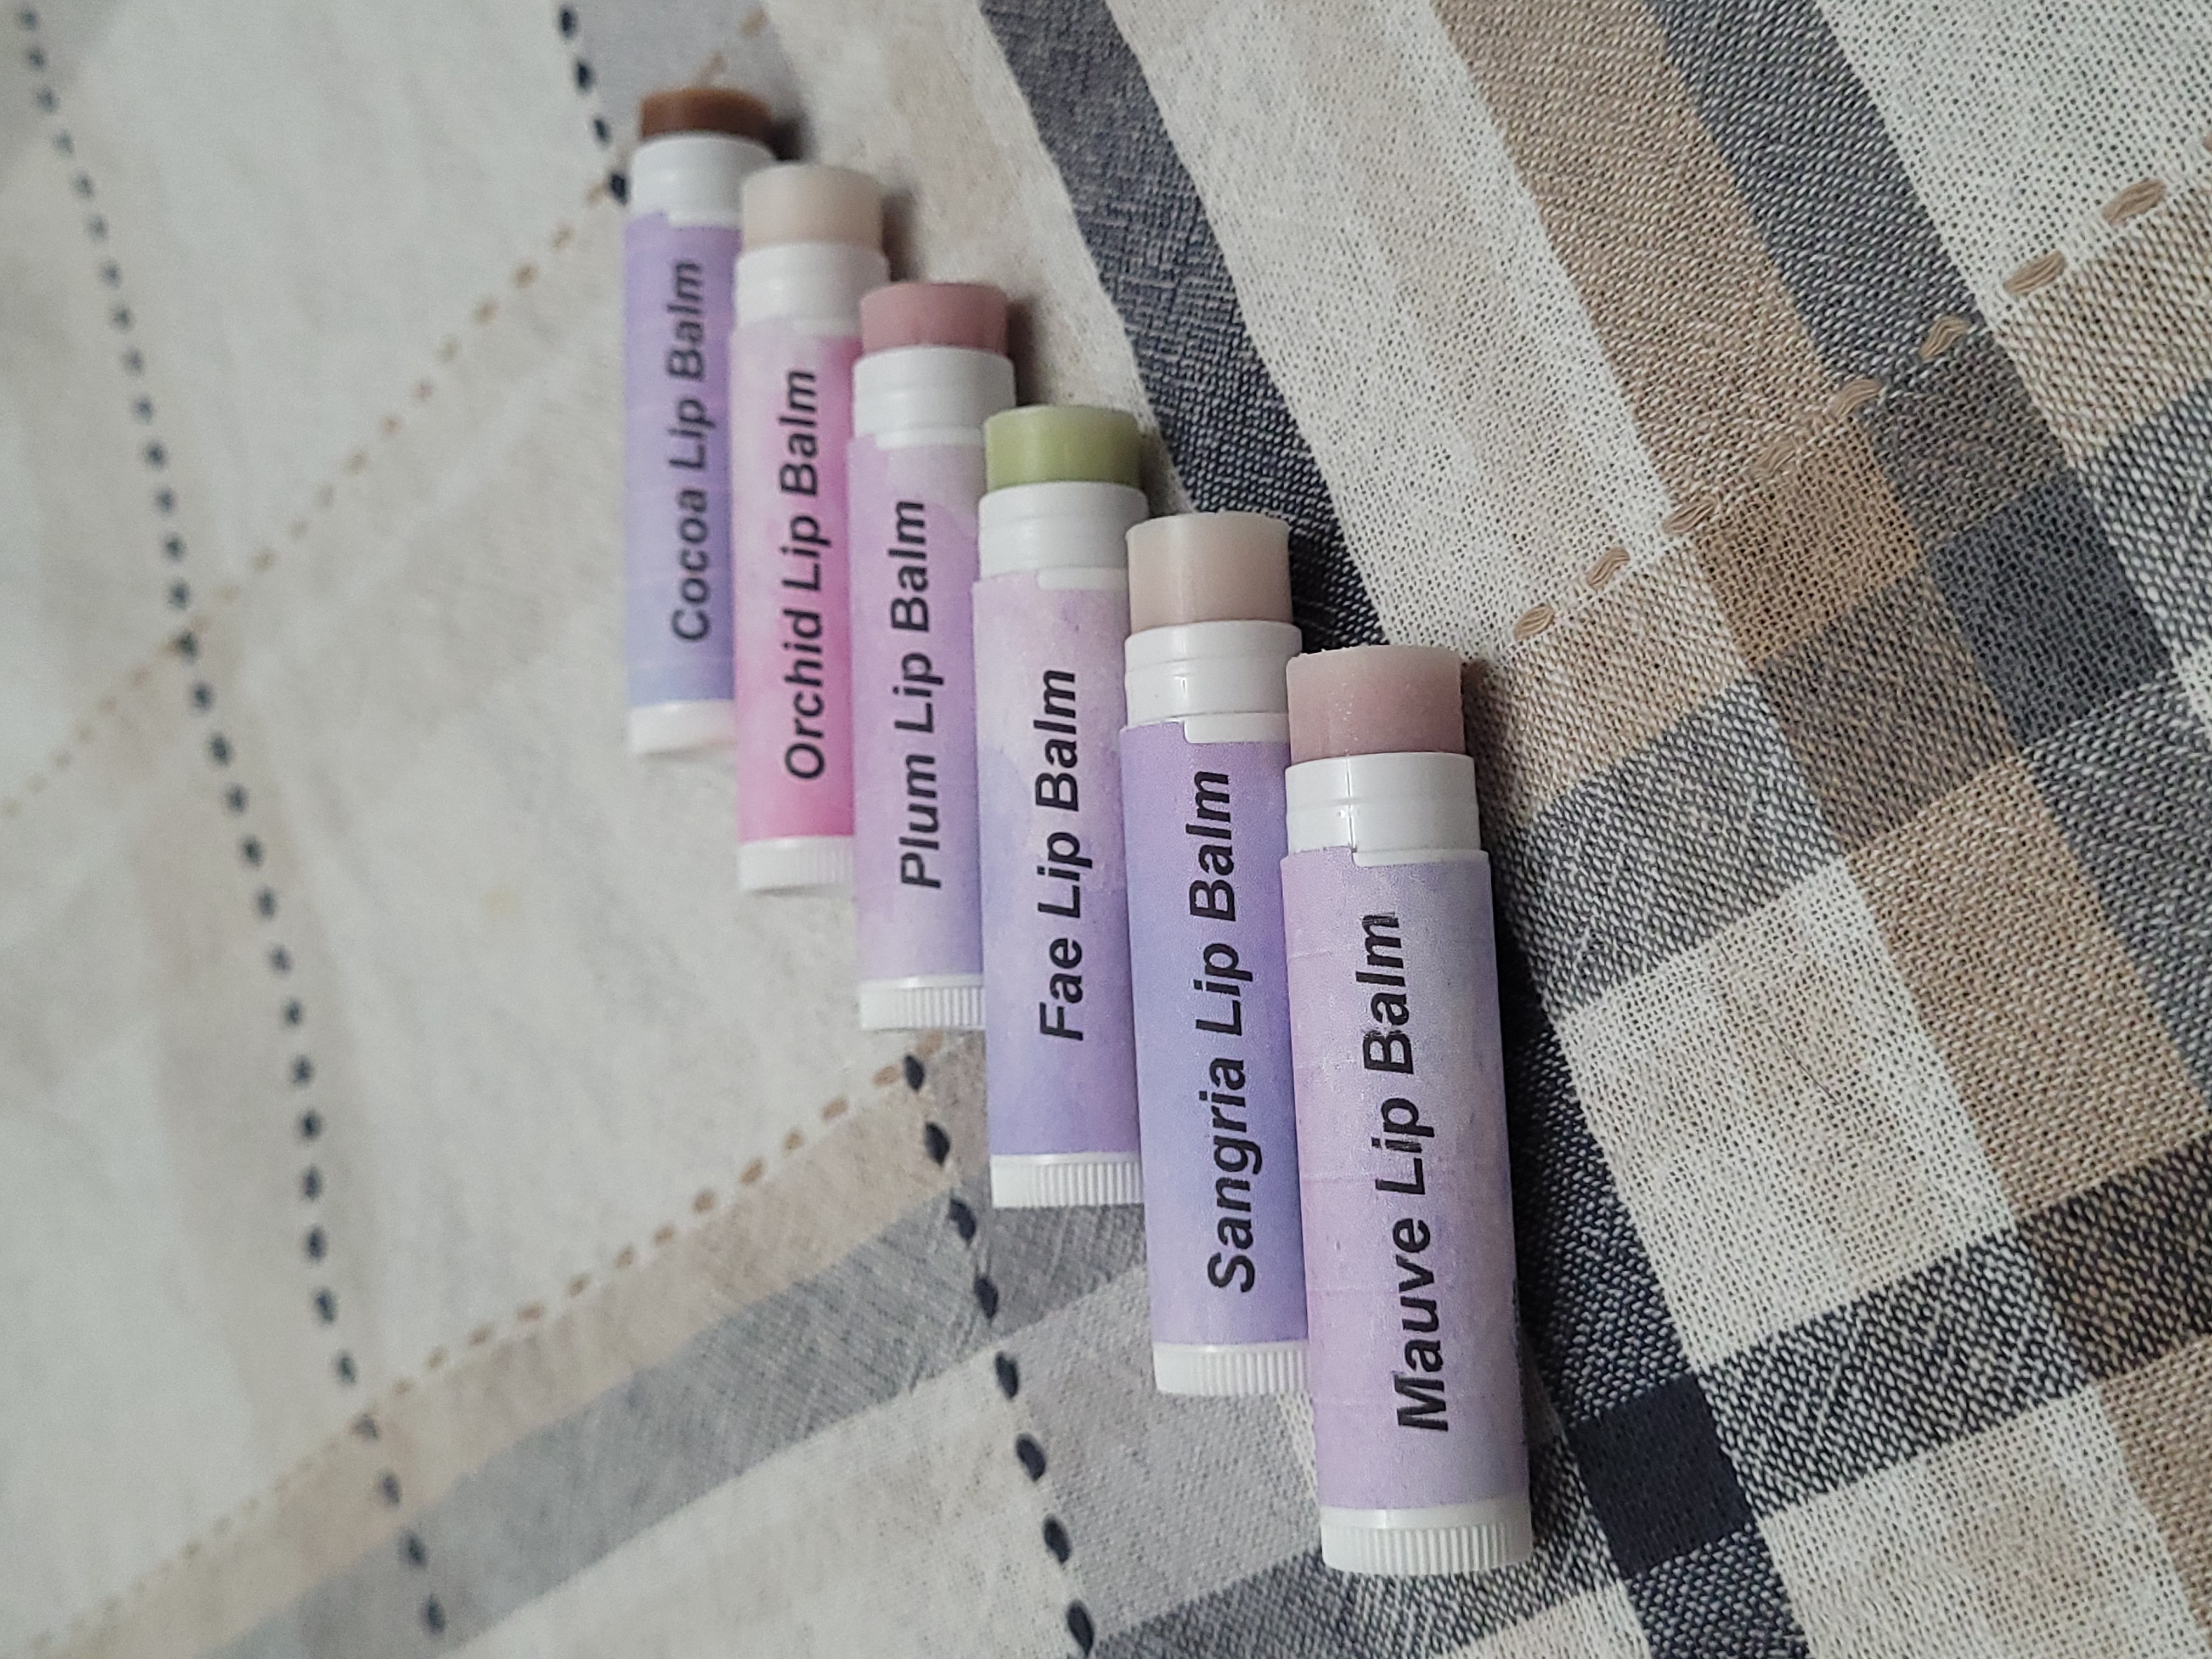 Cocoa Lip Balm
Orchid Lip Balm
Plum Lip Balm
Fae Lip Balm
Sangria Lip Balm
Mauve Lip Balm